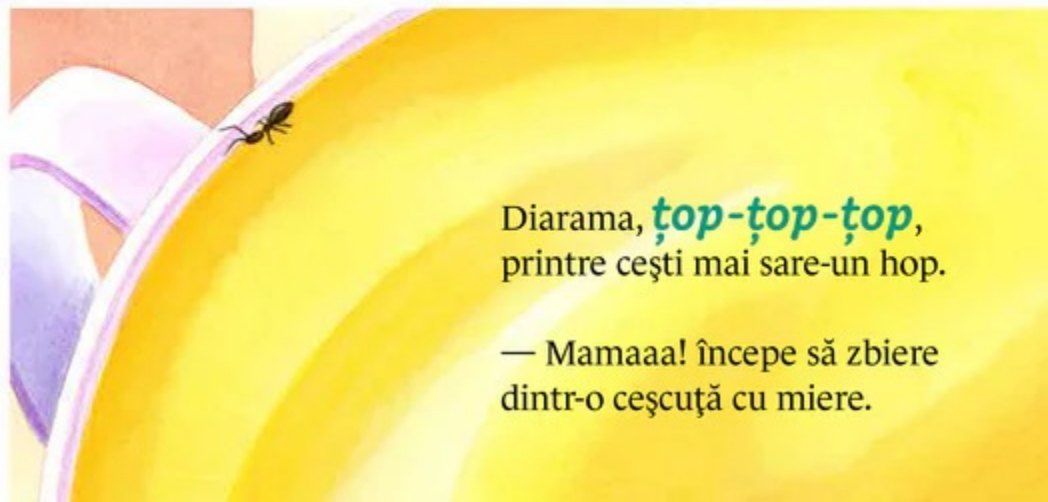 Diarama, țop-țop-țop,
printre cești mai sare-un hop.
— Mamaaa! începe să zbiere
dintr-o ceșcuță cu miere.